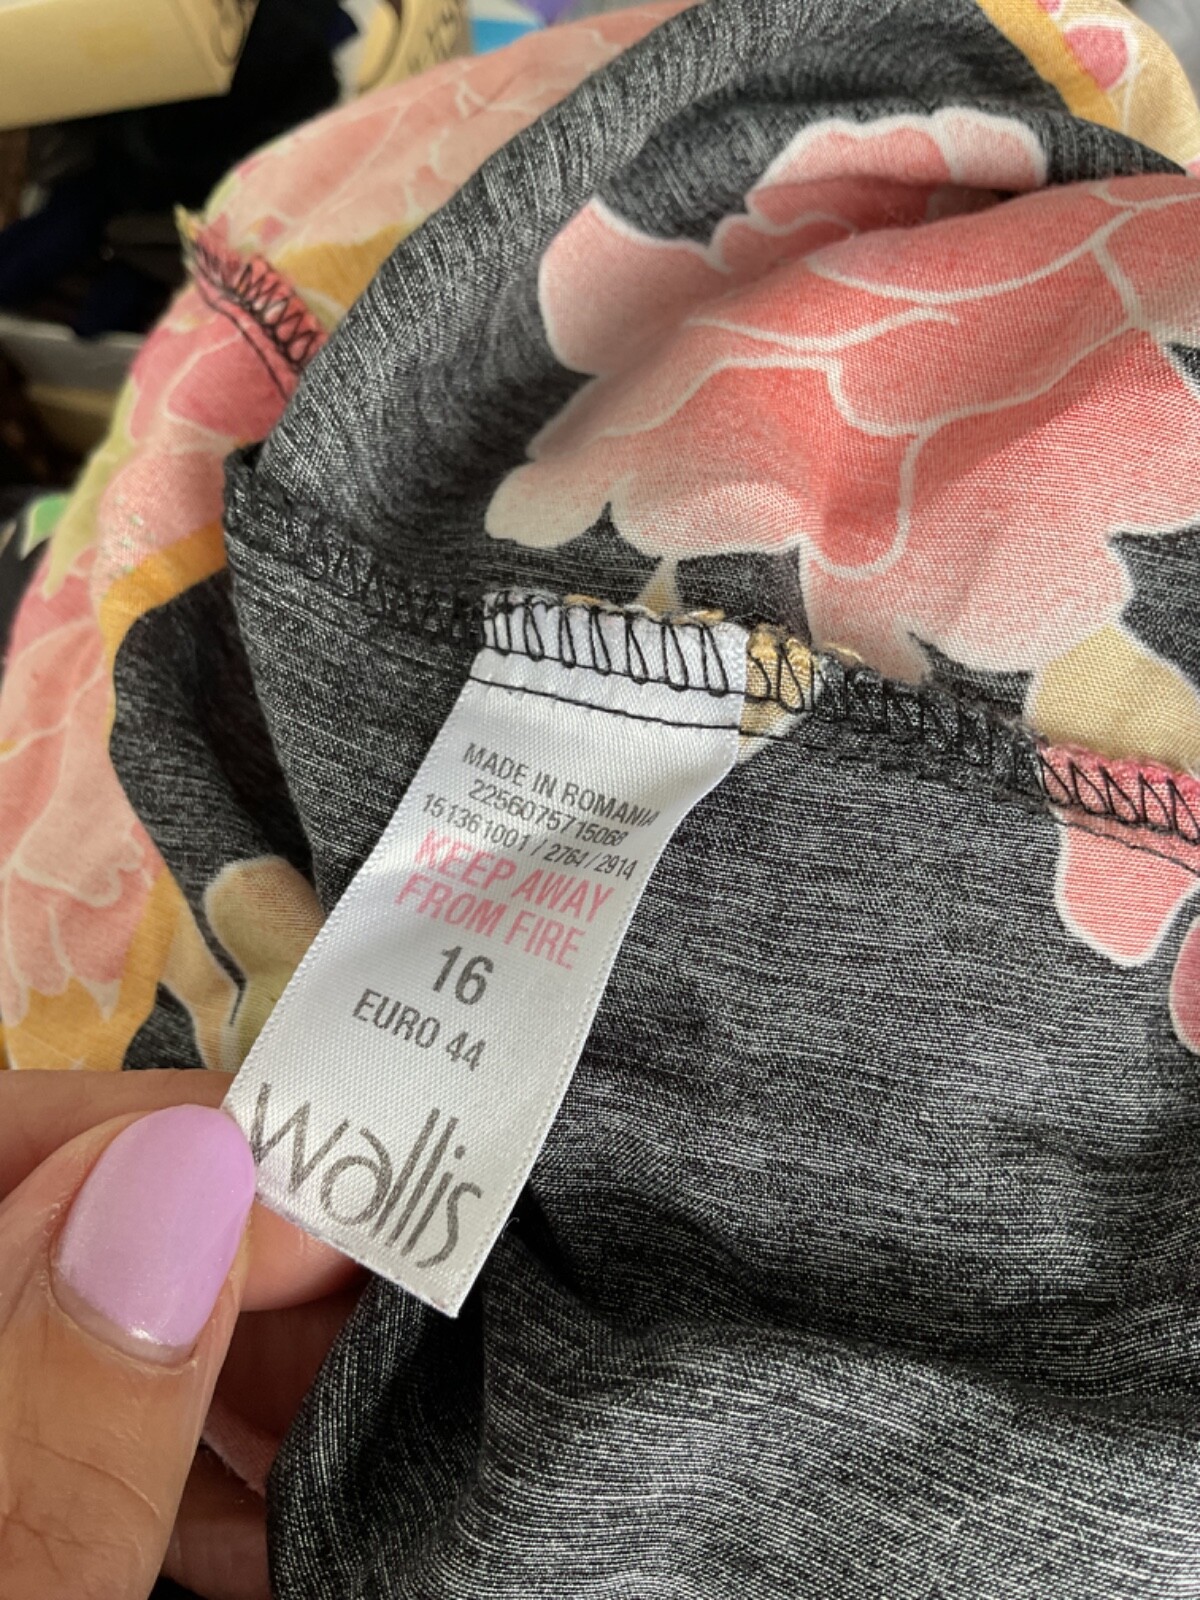 MADE IN ROMANIA
2256075715068
151361001 / 2764 / 2914
KEEP AWAY
FROM FIRE
16
EURO 44
wallis